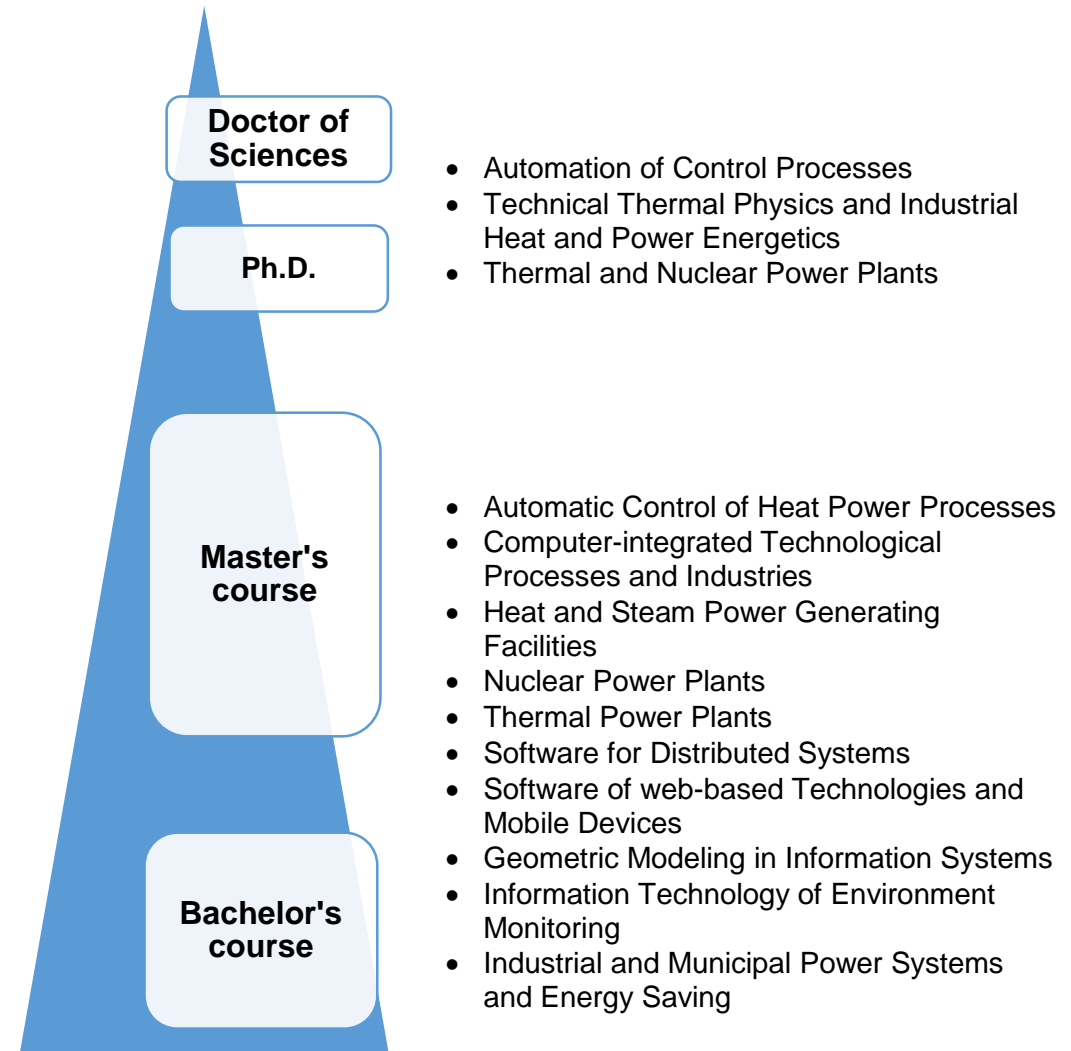 Doctor of
Sciences
• Automation of Control Processes
• Technical Thermal Physics and Industrial
Heat and Power Energetics
• Thermal and Nuclear Power Plants
Ph.D.
Master's
course
• Automatic Control of Heat Power Processes
• Computer-integrated Technological
Processes and Industries
• Heat and Steam Power Generating
Facilities
• Nuclear Power Plants
• Thermal Power Plants
• Software for Distributed Systems
• Software of web-based Technologies and
Mobile Devices
• Geometric Modeling in Information Systems
• Information Technology of Environment
Monitoring
• Industrial and Municipal Power Systems
and Energy Saving
Bachelor's
course